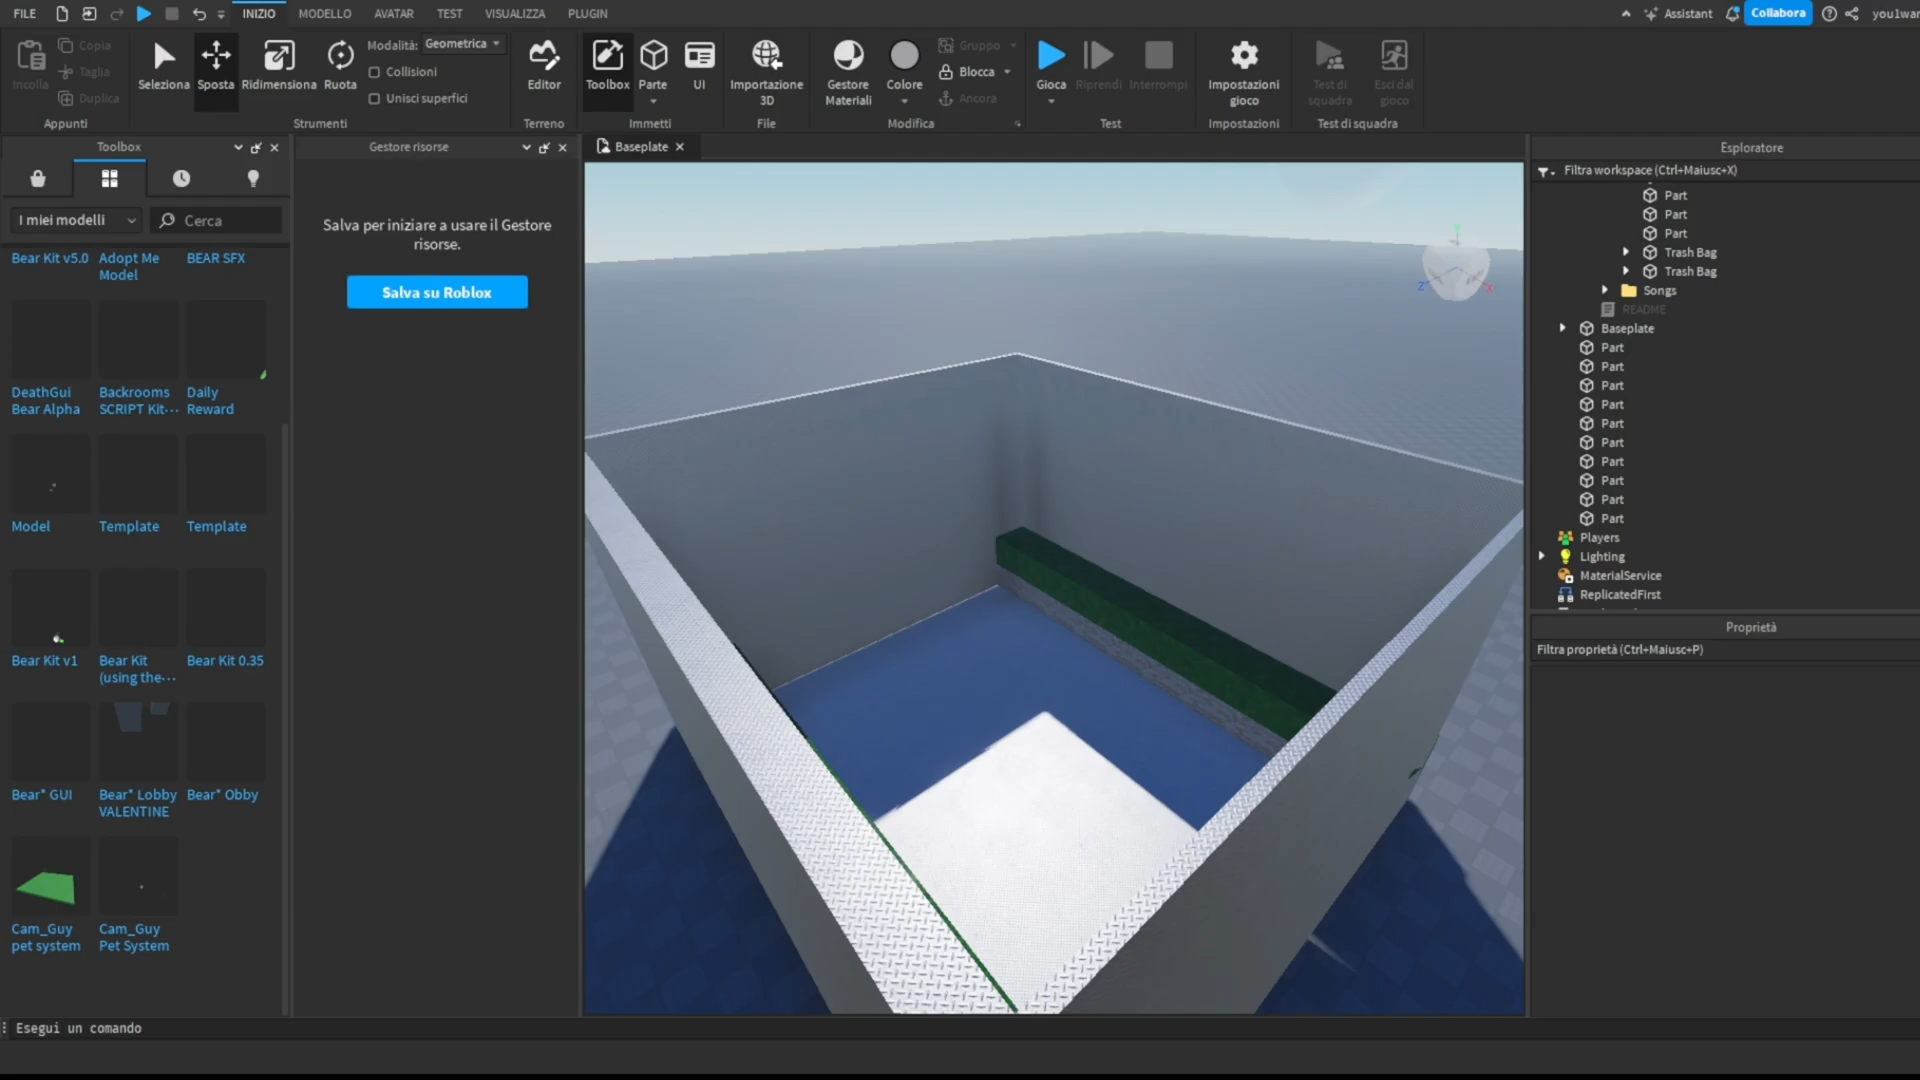 FILE
INIZIO
MODELLO
AVATAR
TEST
VISUALIZZA
PLUGIN
Assistant
Collabora
Incolla
Copia
Taglia
Duplica
Appunti
Seleziona
Sposta
Ridimensiona
Ruota
Modalità: Geometrica
Collisioni
Unisci superfici
Strumenti
Editor
Terreno
Toolbox
Parte
UI
Immetti
Importazione
3D
File
Gestore
Materiali
Colore
Gruppo
Blocca
Ancora
Modifica
Gioca
Riprendi
Interrompi
Test
Impostazioni
gioco
Impostazioni
Test di
squadra
Esci dal
gioco
Test di squadra
Toolbox
I miei modelli
Cerca
Bear Kit v5.0
Adopt Me
Model
BEAR SFX
DeathGui
Bear Alpha
Backrooms
SCRIPT Kit...
Daily
Reward
Model
Template
Template
Bear Kit v1
Bear Kit
(using the...
Bear Kit 0.35
Bear* GUI
Bear* Lobby
VALENTINE
Bear* Obby
Cam_Guy
pet system
Cam_Guy
Pet System
Gestore risorse
Salva per iniziare a usare il Gestore
risorse.
Salva su Roblox
Baseplate
Y
Z
X
Esploratore
Filtra workspace (Ctrl+Maiusc+X)
Part
Part
Part
Trash Bag
Trash Bag
Songs
README
Baseplate
Part
Part
Part
Part
Part
Part
Part
Part
Part
Part
Players
Lighting
MaterialService
ReplicatedFirst
Proprietà
Filtra proprietà (Ctrl+Maiusc+P)
Esegui un comando